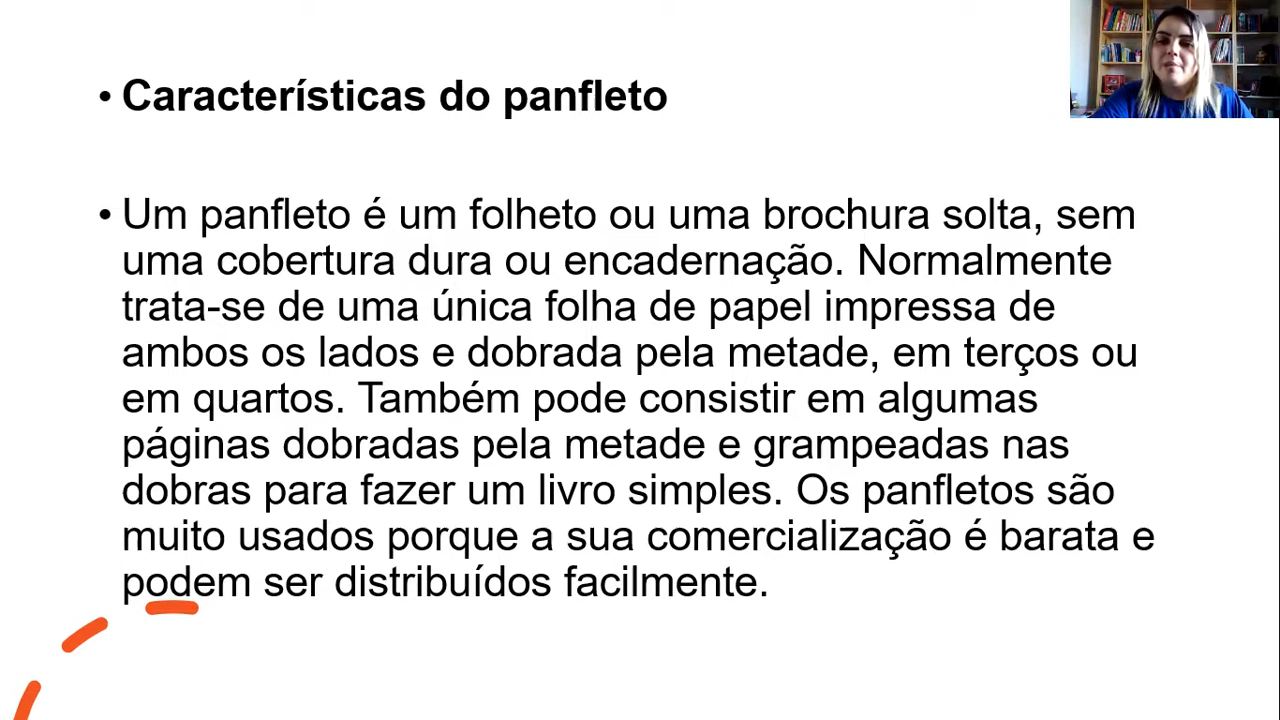 • Características do panfleto
• Um panfleto é um folheto ou uma brochura solta, sem
uma cobertura dura ou encadernação. Normalmente
trata-se de uma única folha de papel impressa de
ambos os lados e dobrada pela metade, em terços ou
em quartos. Também pode consistir em algumas
páginas dobradas pela metade e grampeadas nas
dobras para fazer um livro simples. Os panfletos são
muito usados porque a sua comercialização é barata e
podem ser distribuídos facilmente.